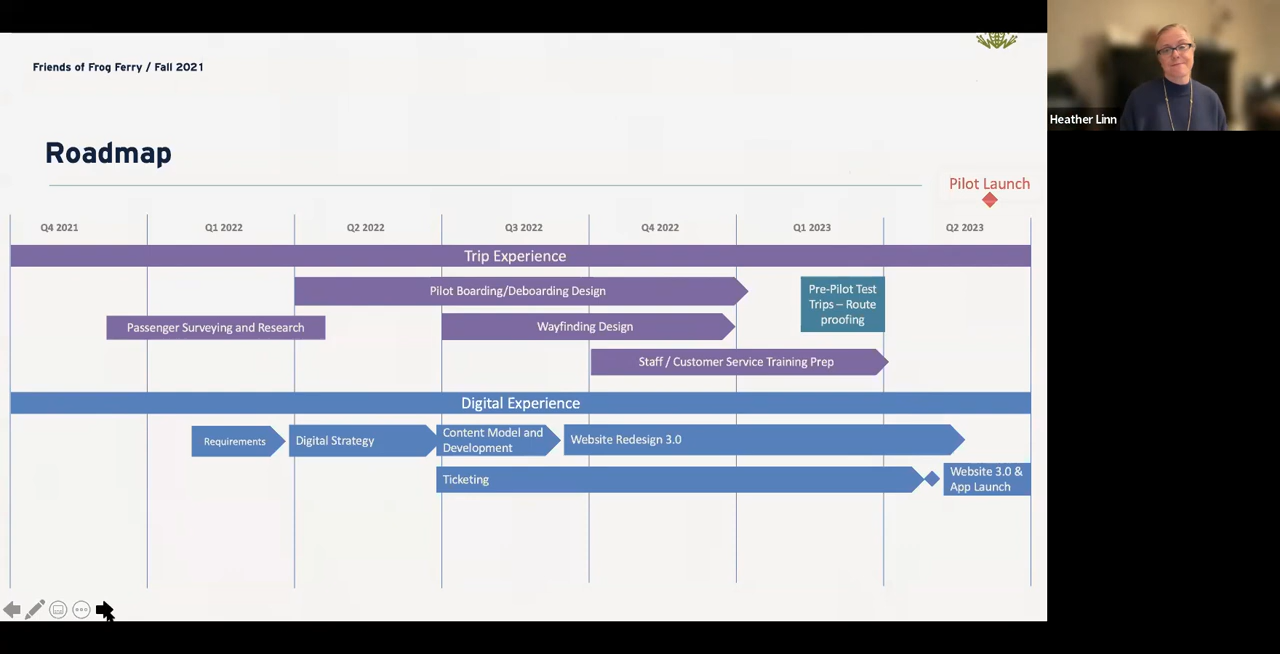 Friends of Frog Ferry / Fall 2021
Heather Linn
Roadmap
Pilot Launch
Q4 2021
Q1 2022
Q2 2022
Q3 2022
Q4 2022
Q1 2023
Q2 2023
Trip Experience
Pilot Boarding/Deboarding Design
Pre-Pilot Test
Trips – Route
proofing
Passenger Surveying and Research
Wayfinding Design
Staff / Customer Service Training Prep
Digital Experience
Requirements
Digital Strategy
Content Model and
Development
Website Redesign 3.0
Ticketing
Website 3.0 &
App Launch